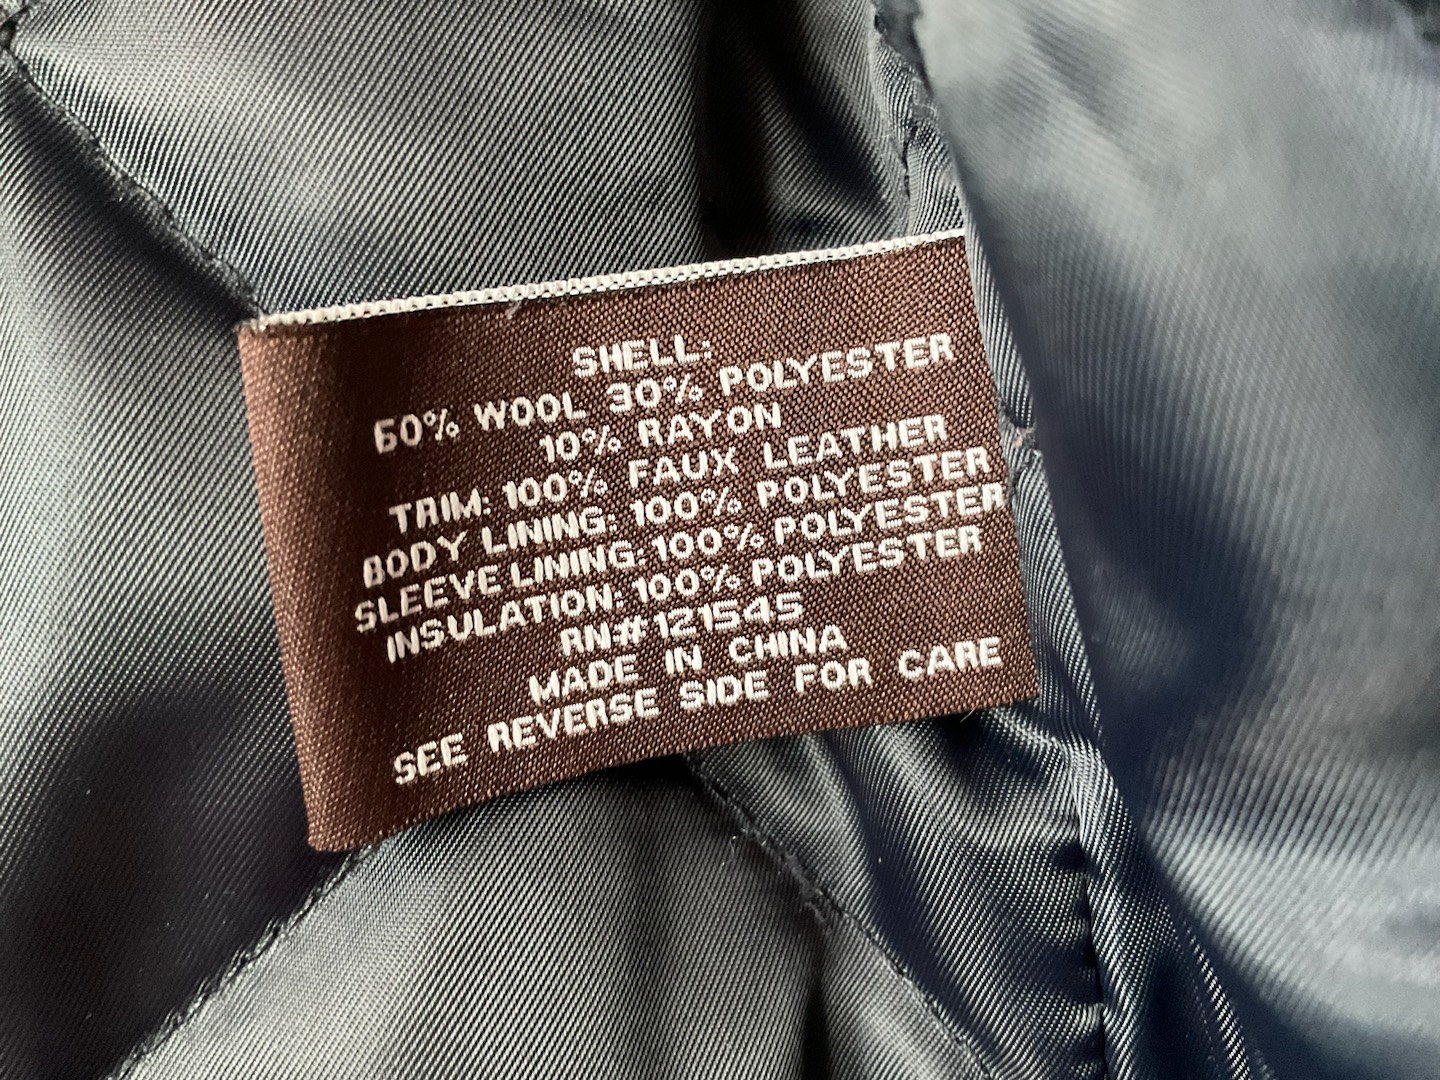 SHELL:
60% WOOL 30% POLYESTER
10% RAYON
TRIM: 100% FAUX LEATHER
BODY LINING: 100% POLYESTER
SLEEVE LINING: 100% POLYESTER
INSULATION: 100% POLYESTER
RN#121545
MADE IN CHINA
SEE REVERSE SIDE FOR CARE